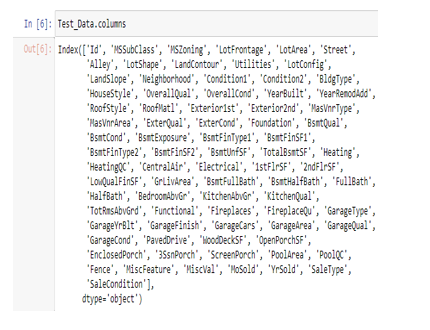 In [6]: Test_Data.columns
Out[6]: Index(['Id', 'MSSubClass', 'MSZoning', 'LotFrontage', 'LotArea', 'Street',
'Alley', 'LotShape', 'LandContour', 'Utilities', 'LotConfig',
'LandSlope', 'Neighborhood', 'Condition1', 'Condition2', 'BldgType',
'HouseStyle', 'OverallQual', 'OverallCond', 'YearBuilt', 'YearRemodAdd',
'RoofStyle', 'RoofMatl', 'Exterior1st', 'Exterior2nd', 'MasVnrType',
'MasVnrArea', 'ExterQual', 'ExterCond', 'Foundation', 'BsmtQual',
'BsmtCond', 'BsmtExposure', 'BsmtFinType1', 'BsmtFinSF1',
'BsmtFinType2', 'BsmtFinSF2', 'BsmtUnfSF', 'TotalBsmtSF', 'Heating',
'HeatingQC', 'CentralAir', 'Electrical', '1stFlrSF', '2ndFlrSF',
'LowQualFinSF', 'GrLivArea', 'BsmtFullBath', 'BsmtHalfBath', 'FullBath',
'HalfBath', 'BedroomAbvGr', 'KitchenAbvGr', 'KitchenQual',
'TotRmsAbvGrd', 'Functional', 'Fireplaces', 'FireplaceQu', 'GarageType',
'GarageYrBlt', 'GarageFinish', 'GarageCars', 'GarageArea', 'GarageQual',
'GarageCond', 'PavedDrive', 'WoodDeckSF', 'OpenPorchSF',
'EnclosedPorch', '3SsnPorch', 'ScreenPorch', 'PoolArea', 'PoolQC',
'Fence', 'MiscFeature', 'MiscVal', 'MoSold', 'YrSold', 'SaleType',
'SaleCondition'],
dtype='object')